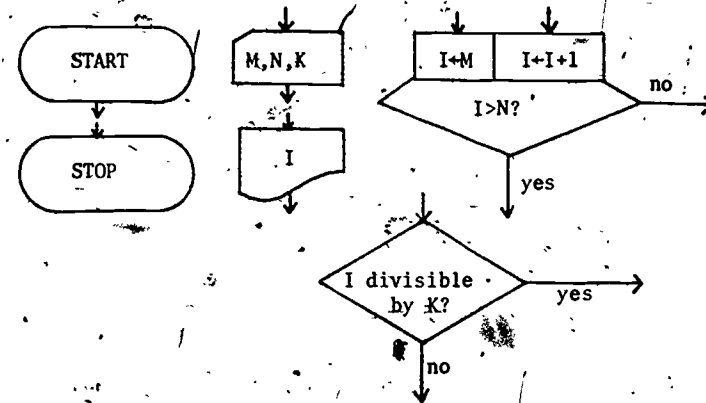 START
STOP
M,N,K
I
I←M
I←I+1
I>N?
no
yes
I divisible
by K?
yes
no